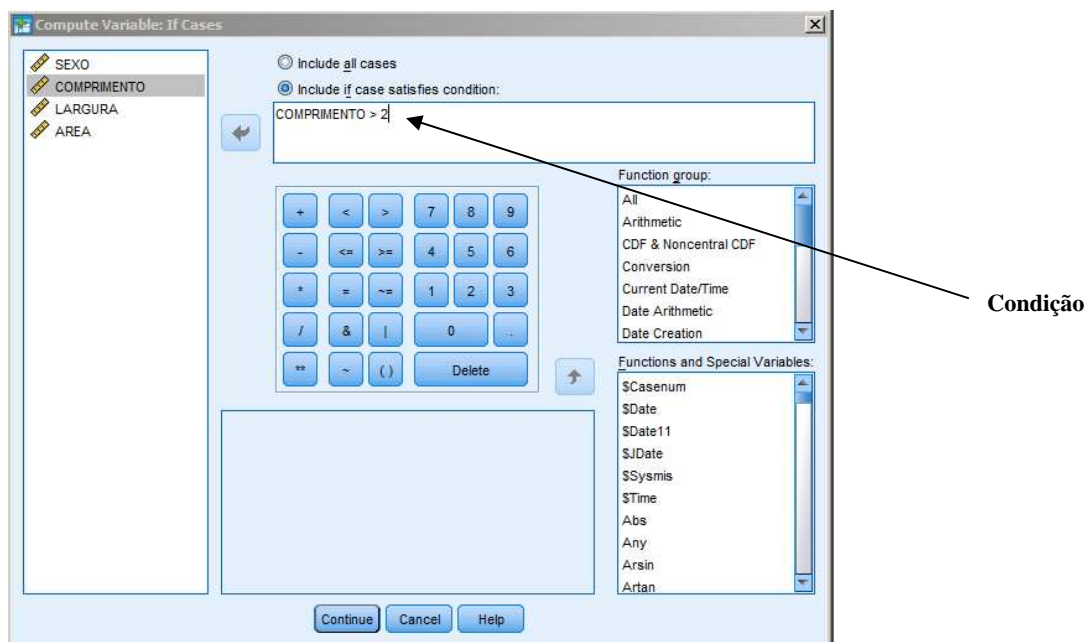 Compute Variable: If Cases
SEXO
COMPRIMENTO
LARGURA
AREA
Include all cases
Include if case satisfies condition:
COMPRIMENTO > 2
+ < > 7 8 9
- <= >= 4 5 6
* = ~= 1 2 3
/ & | 0 .
** ~ ( ) Delete
Function group:
All
Arithmetic
CDF & Noncentral CDF
Conversion
Current Date/Time
Date Arithmetic
Date Creation
Condição
Functions and Special Variables:
$Casenum
$Date
$Date11
$JDate
$Sysmis
$Time
Abs
Any
Arsin
Artan
Continue Cancel Help